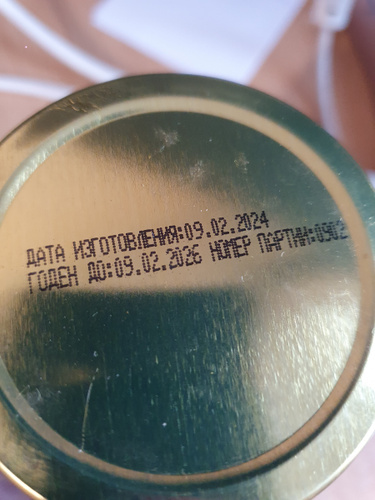 ДАТА ИЗГОТОВЛЕНИЯ:09.02.2024
ГОДЕН ДО:09.02.2026 НОМЕР ПАРТИИ:0902